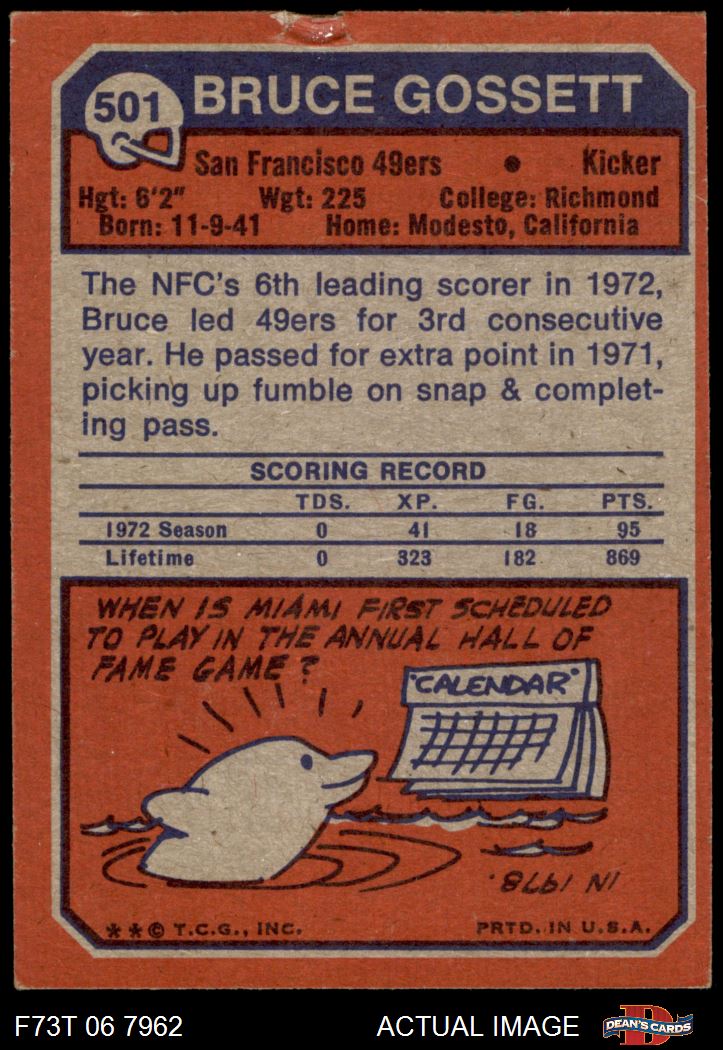 501 BRUCE GOSSETT
San Francisco 49ers • Kicker
Hgt: 6'2" Wgt: 225 College: Richmond
Born: 11-9-41 Home: Modesto, California
The NFC's 6th leading scorer in 1972,
Bruce led 49ers for 3rd consecutive
year. He passed for extra point in 1971,
picking up fumble on snap & complet-
ing pass.
SCORING RECORD
TDS. XP. FG. PTS.
1972 Season 0 41 18 95
Lifetime 0 323 182 869
WHEN IS MIAMI FIRST SCHEDULED
TO PLAY IN THE ANNUAL HALL OF
FAME GAME?
"CALENDAR"
IN 1978.
**© T.C.G., INC. PRTD. IN U.S.A.
F73T 06 7962 ACTUAL IMAGE D DEAN'S CARDS